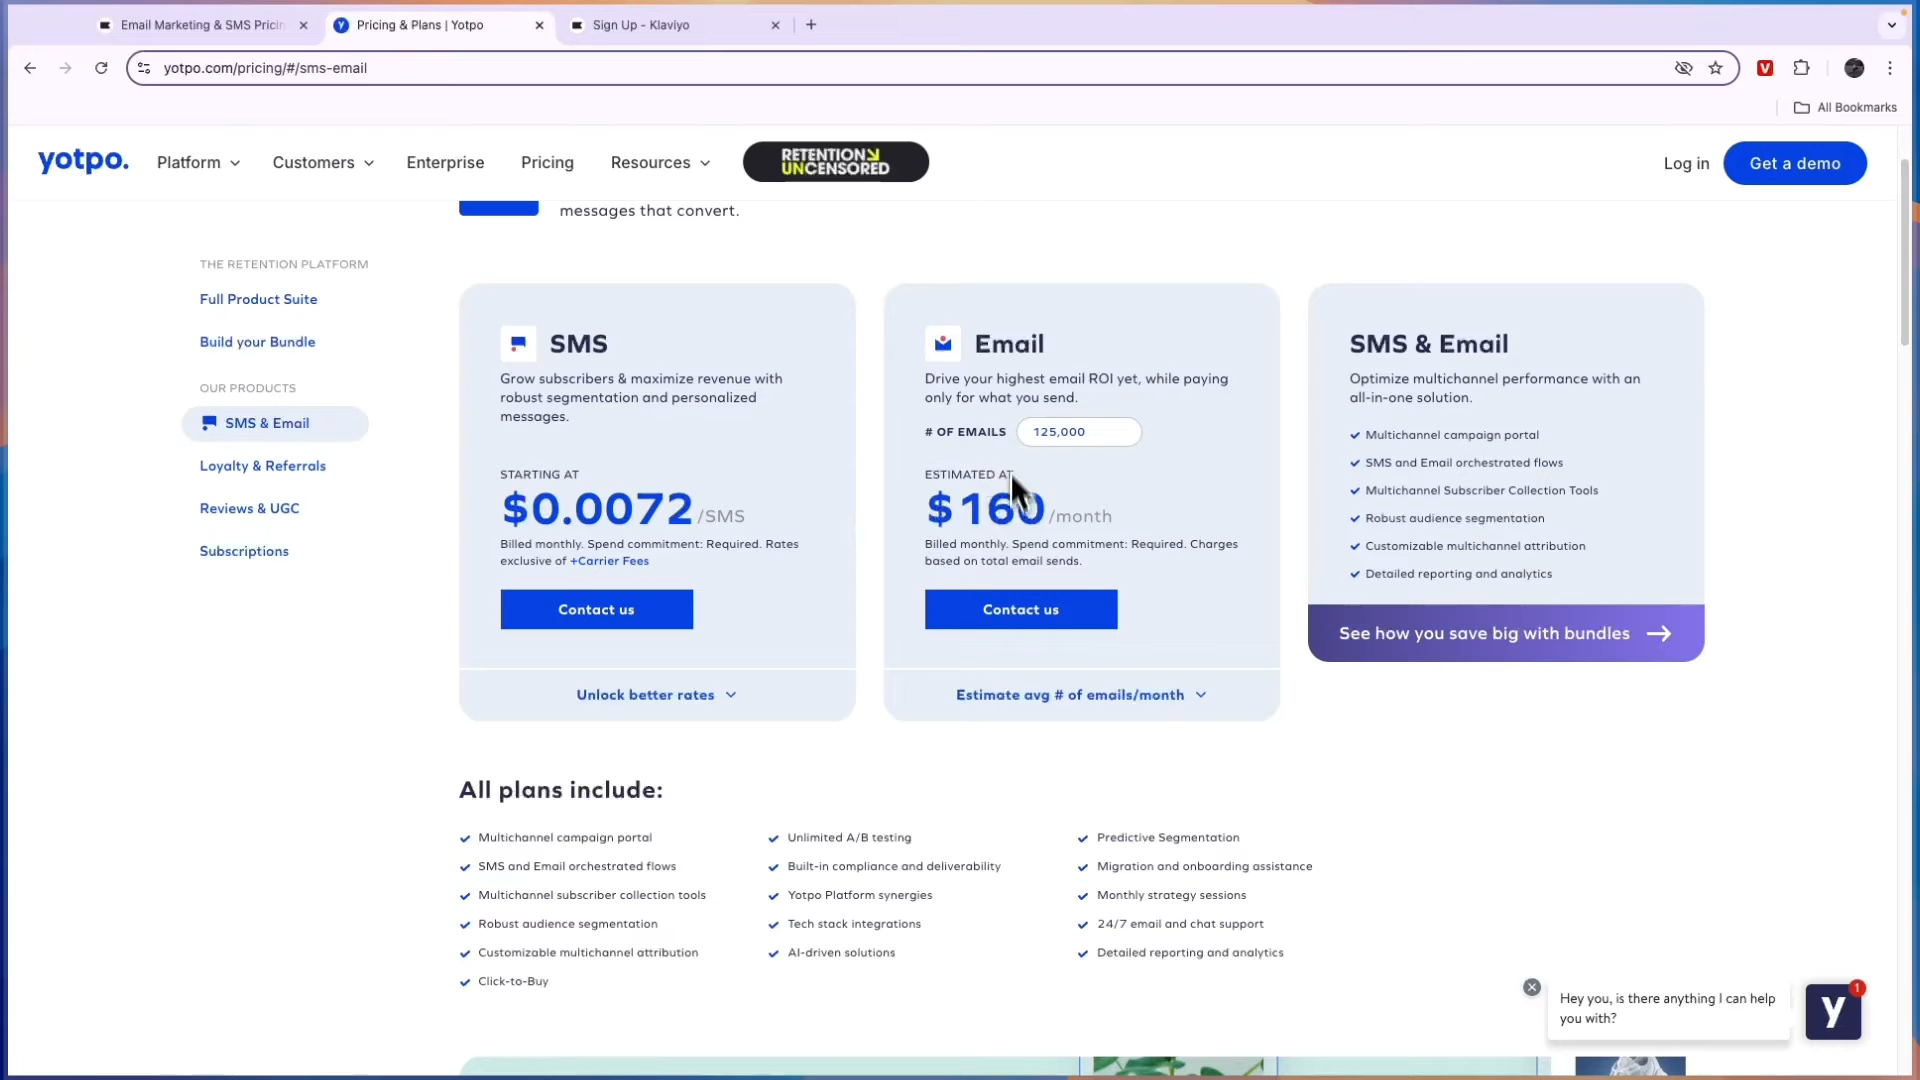 Email Marketing & SMS Pricin
Pricing & Plans | Yotpo
Sign Up - Klaviyo
yotpo.com/pricing/#/sms-email
All Bookmarks
yotpo.
Platform
Customers
Enterprise
Pricing
Resources
RETENTION
UNCENSORED
Log in
Get a demo
messages that convert.
THE RETENTION PLATFORM
Full Product Suite
Build your Bundle
OUR PRODUCTS
SMS & Email
Loyalty & Referrals
Reviews & UGC
Subscriptions
SMS
Grow subscribers & maximize revenue with
robust segmentation and personalized
messages.
STARTING AT
$0.0072 /SMS
Billed monthly. Spend commitment: Required. Rates
exclusive of +Carrier Fees
Contact us
Unlock better rates
Email
Drive your highest email ROI yet, while paying
only for what you send.
# OF EMAILS 125,000
ESTIMATED AT
$160 /month
Billed monthly. Spend commitment: Required. Charges
based on total email sends.
Contact us
Estimate avg # of emails/month
SMS & Email
Optimize multichannel performance with an
all-in-one solution.
Multichannel campaign portal
SMS and Email orchestrated flows
Multichannel Subscriber Collection Tools
Robust audience segmentation
Customizable multichannel attribution
Detailed reporting and analytics
See how you save big with bundles
All plans include:
Multichannel campaign portal
SMS and Email orchestrated flows
Multichannel subscriber collection tools
Robust audience segmentation
Customizable multichannel attribution
Click-to-Buy
Unlimited A/B testing
Built-in compliance and deliverability
Yotpo Platform synergies
Tech stack integrations
AI-driven solutions
Predictive Segmentation
Migration and onboarding assistance
Monthly strategy sessions
24/7 email and chat support
Detailed reporting and analytics
Hey you, is there anything I can help
you with?
y
1